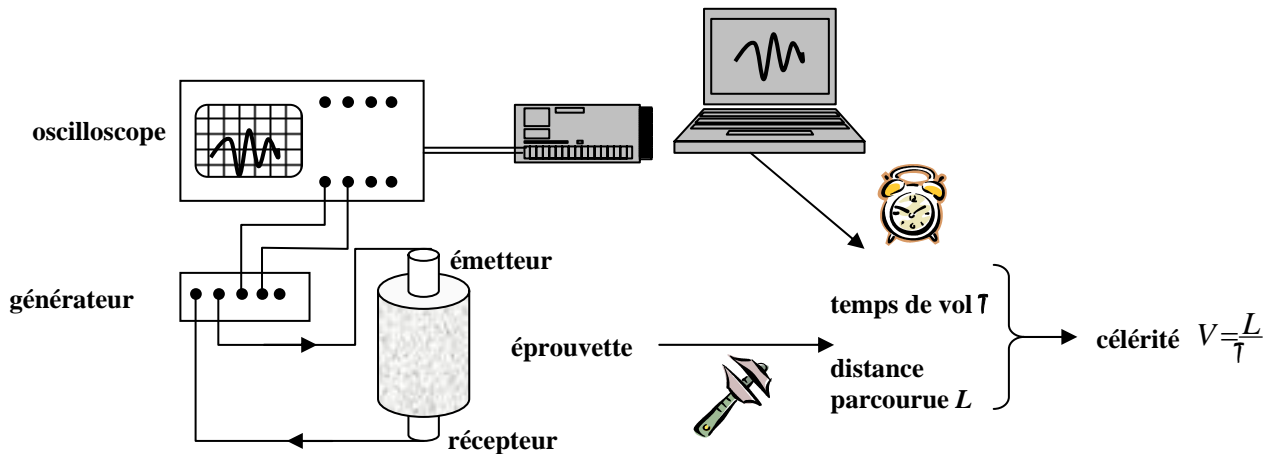 oscilloscope
émetteur
générateur
temps de vol τ
éprouvette
célérité V=L/τ
distance
parcourue L
récepteur